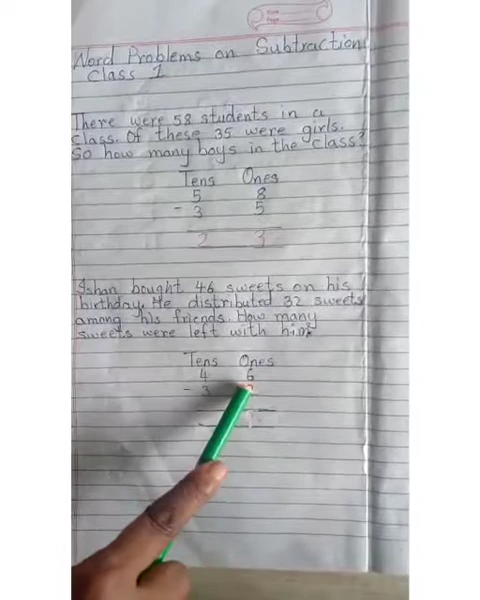 Word Problems on Subtraction
Class 1
There were 58 students in a
class. Of these 35 were girls.
So how many boys in the class?
Tens Ones
5 8
- 3 5
2 3
Ishan bought 46 sweets on his
birthday. He distributed 32 sweets
among his friends. How many
sweets were left with him
Tens Ones
4 6
- 3